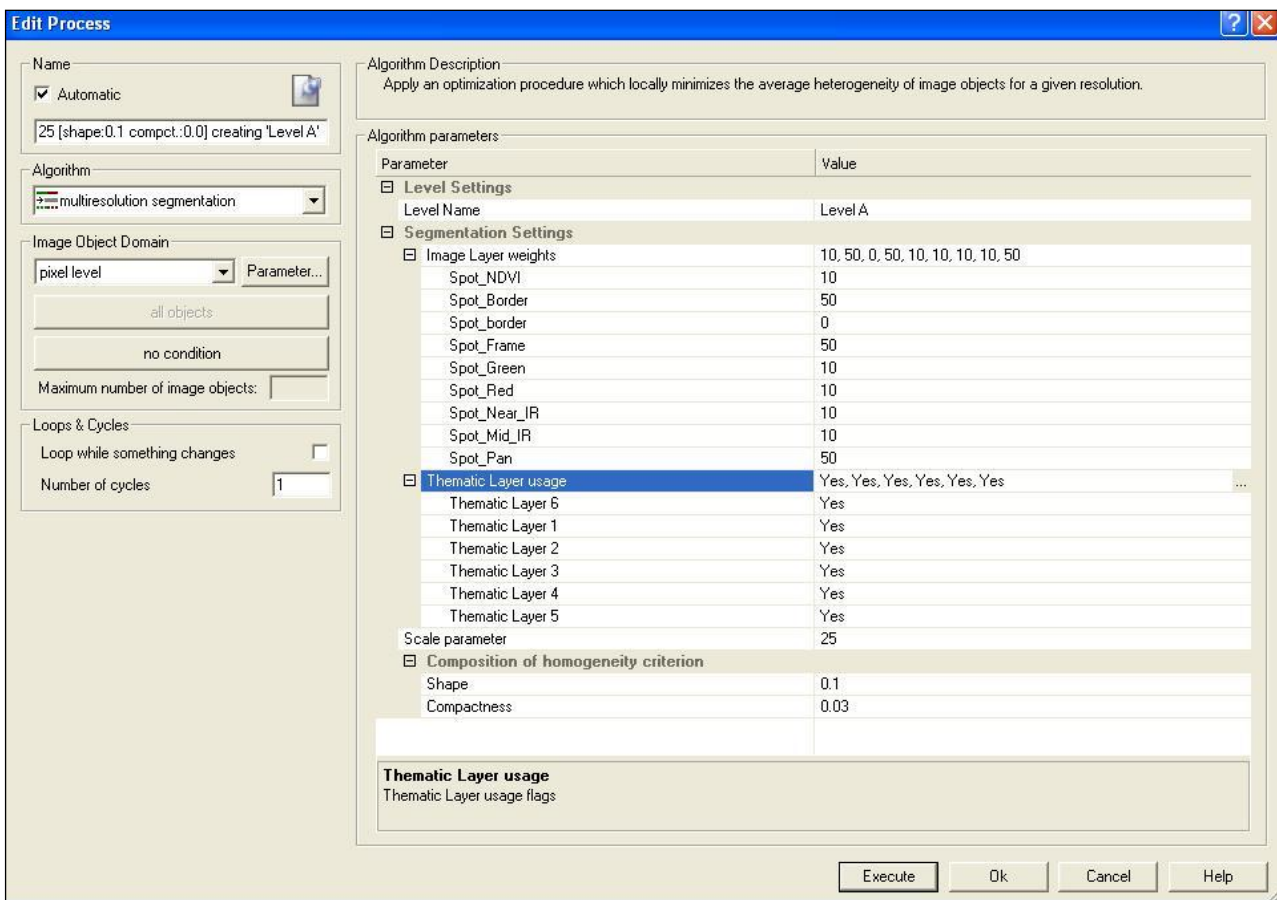 Edit Process
Name
Automatic
25 [shape:0.1 compct.:0.0] creating 'Level A'
Algorithm
multiresolution segmentation
Image Object Domain
pixel level Parameter...
all objects
no condition
Maximum number of image objects:
Loops & Cycles
Loop while something changes
Number of cycles 1
Algorithm Description
Apply an optimization procedure which locally minimizes the average heterogeneity of image objects for a given resolution.
Algorithm parameters
Parameter Value
Level Settings
Level Name Level A
Segmentation Settings
Image Layer weights 10, 50, 0, 50, 10, 10, 10, 10, 50
Spot_NDVI 10
Spot_Border 50
Spot_border 0
Spot_Frame 50
Spot_Green 10
Spot_Red 10
Spot_Near_IR 10
Spot_Mid_IR 10
Spot_Pan 50
Thematic Layer usage Yes, Yes, Yes, Yes, Yes, Yes ...
Thematic Layer 6 Yes
Thematic Layer 1 Yes
Thematic Layer 2 Yes
Thematic Layer 3 Yes
Thematic Layer 4 Yes
Thematic Layer 5 Yes
Scale parameter 25
Composition of homogeneity criterion
Shape 0.1
Compactness 0.03
Thematic Layer usage
Thematic Layer usage flags
Execute Ok Cancel Help